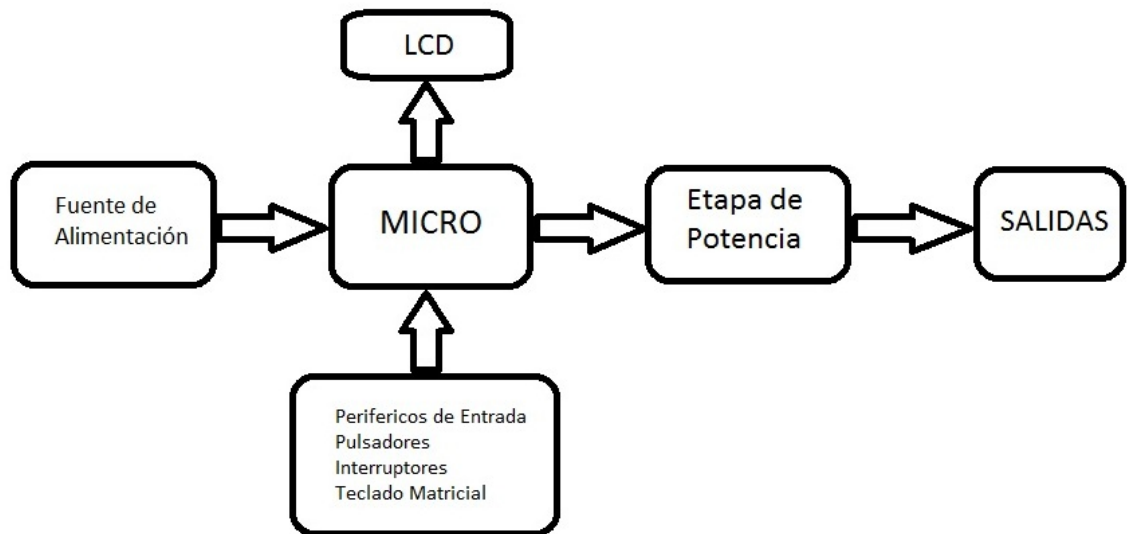 LCD
Fuente de
Alimentación
MICRO
Etapa de
Potencia
SALIDAS
Perifericos de Entrada
Pulsadores
Interruptores
Teclado Matricial